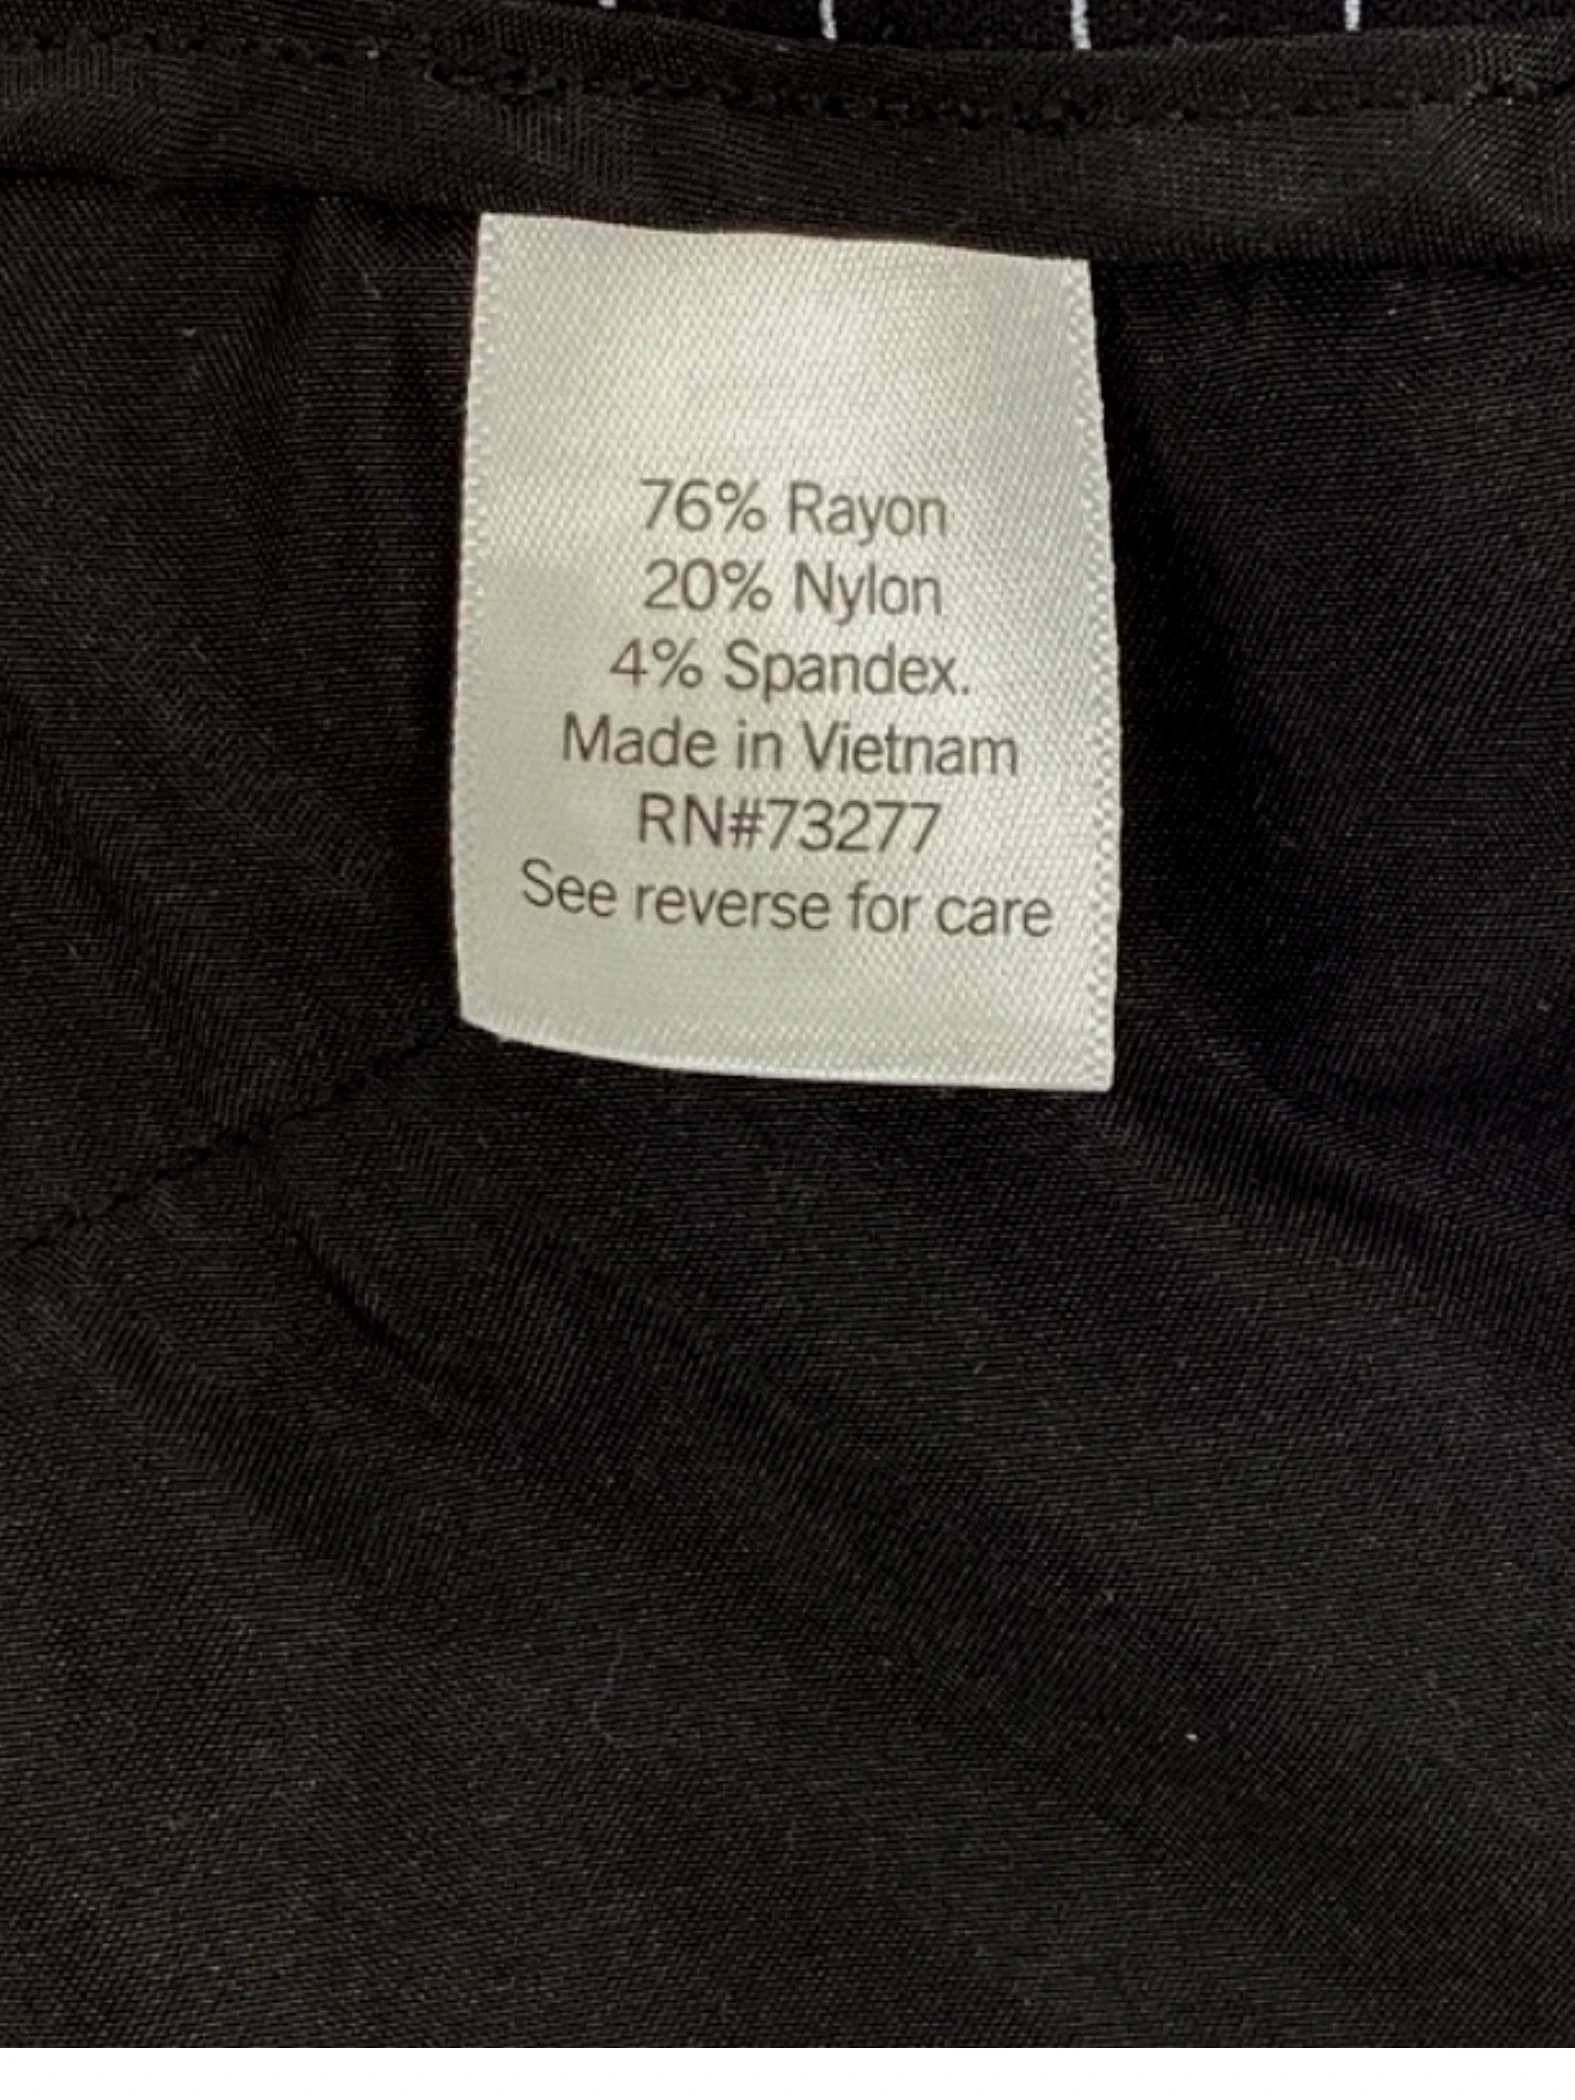 76% Rayon
20% Nylon
4% Spandex.
Made in Vietnam
RN#73277
See reverse for care